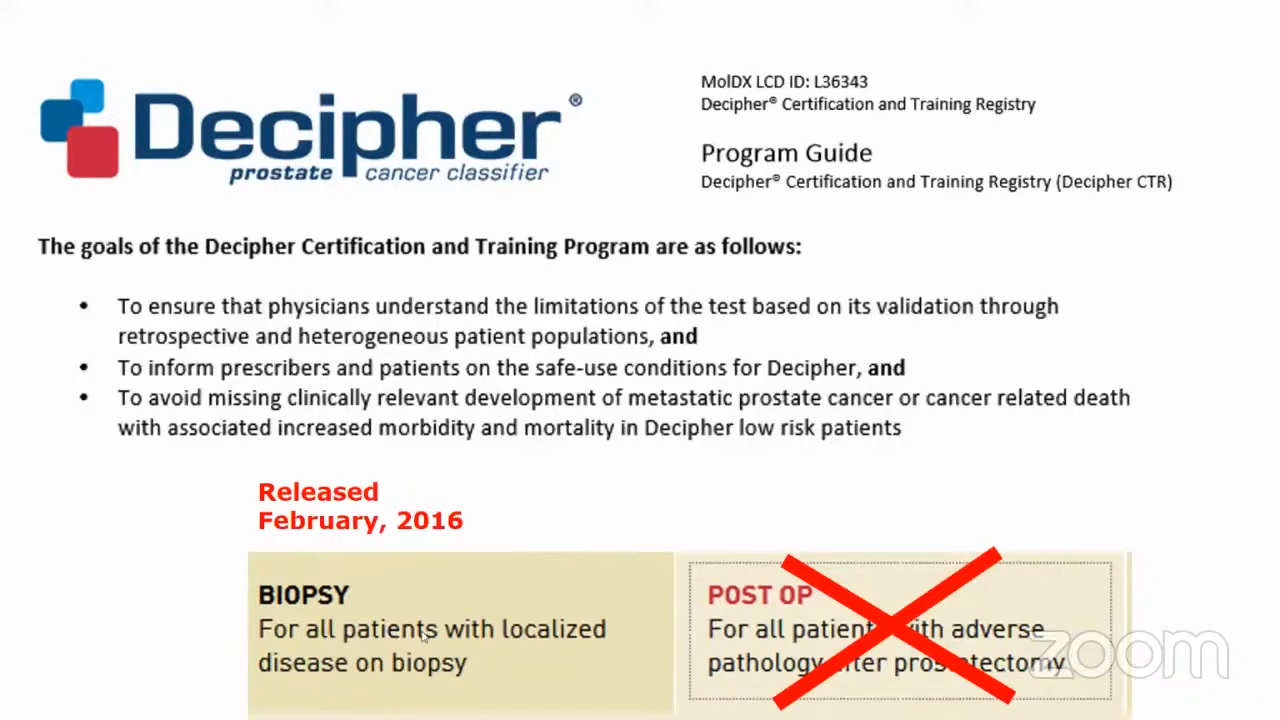 MolDX LCD ID: L36343
Decipher® Certification and Training Registry
Decipher®
prostate cancer classifier
Program Guide
Decipher® Certification and Training Registry (Decipher CTR)
The goals of the Decipher Certification and Training Program are as follows:
• To ensure that physicians understand the limitations of the test based on its validation through
retrospective and heterogeneous patient populations, and
• To inform prescribers and patients on the safe-use conditions for Decipher, and
• To avoid missing clinically relevant development of metastatic prostate cancer or cancer related death
with associated increased morbidity and mortality in Decipher low risk patients
Released
February, 2016
BIOPSY
For all patients with localized
disease on biopsy
POST OP
For all patients with adverse
pathology after prostatectomy
zoom